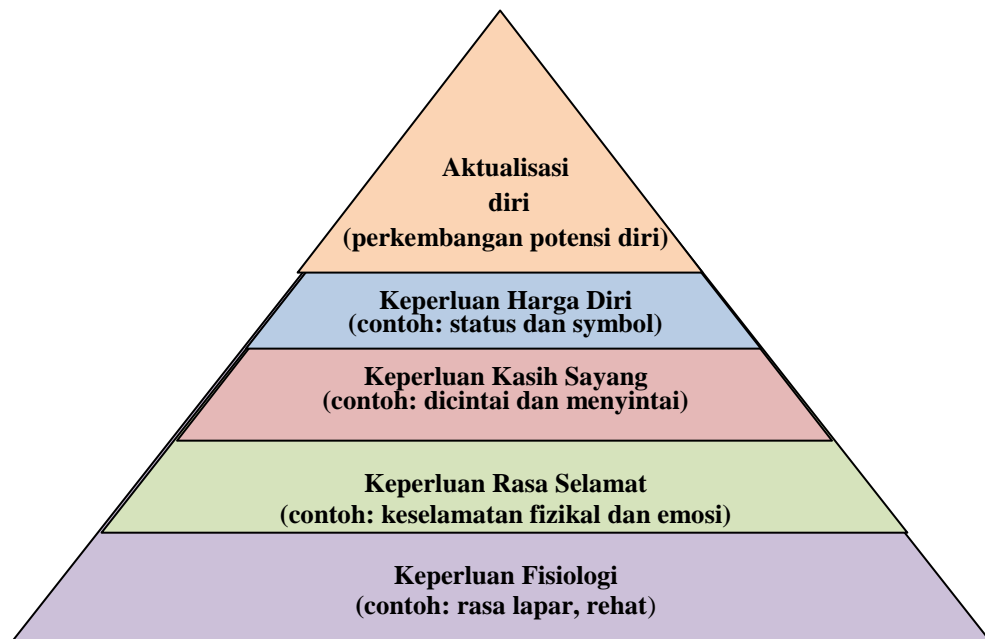 Aktualisasi
diri
(perkembangan potensi diri)
Keperluan Harga Diri
(contoh: status dan symbol)
Keperluan Kasih Sayang
(contoh: dicintai dan menyintai)
Keperluan Rasa Selamat
(contoh: keselamatan fizikal dan emosi)
Keperluan Fisiologi
(contoh: rasa lapar, rehat)